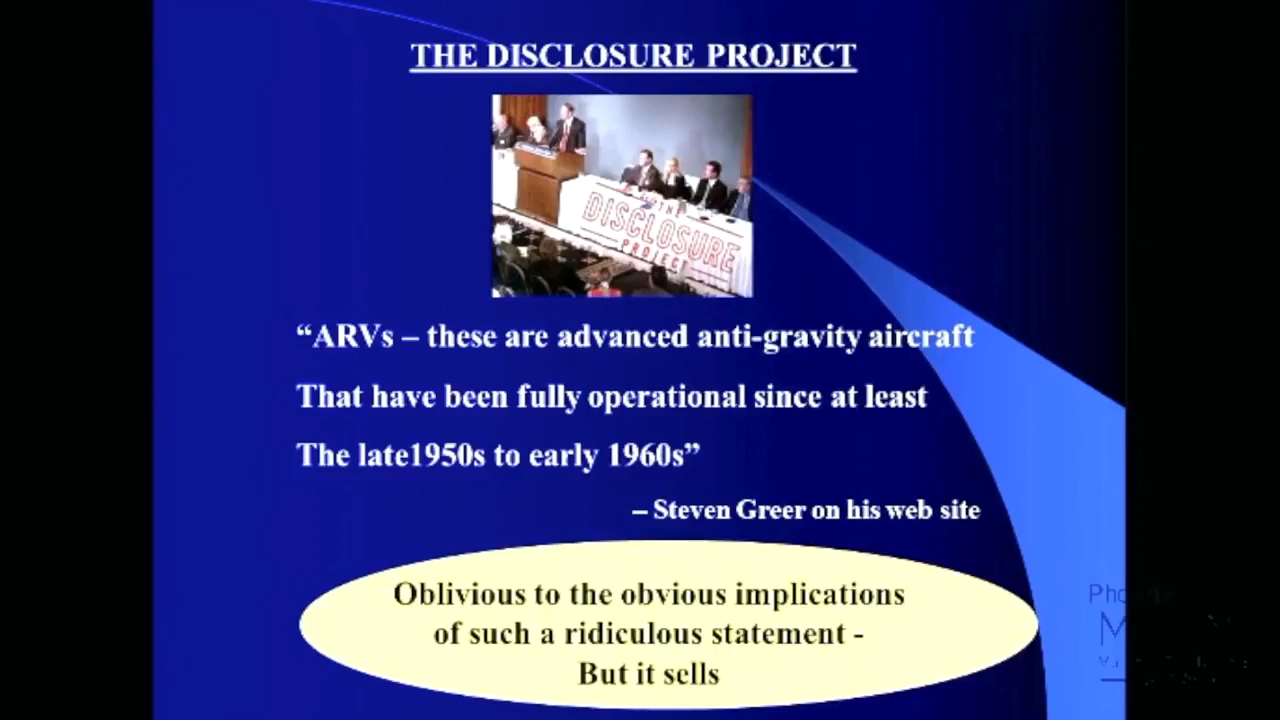 THE DISCLOSURE PROJECT
THE
DISCLOSURE
PROJECT
“ARVs – these are advanced anti-gravity aircraft
That have been fully operational since at least
The late1950s to early 1960s”
– Steven Greer on his web site
Oblivious to the obvious implications
of such a ridiculous statement -
But it sells